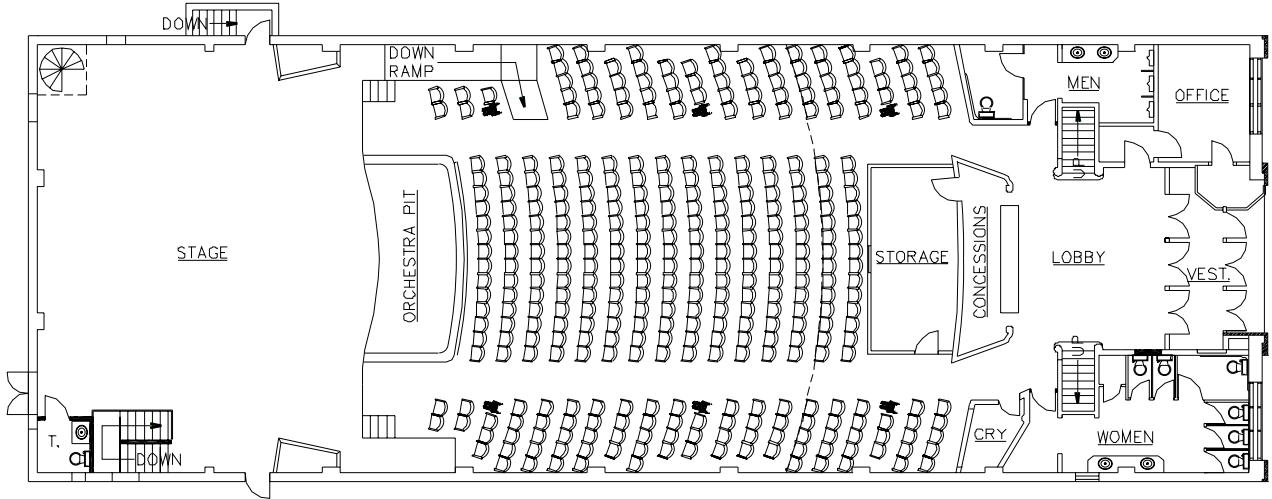 DOWN
DOWN
RAMP
MEN
OFFICE
UP
STAGE
ORCHESTRA PIT
STORAGE
CONCESSIONS
LOBBY
VEST.
UP
T.
DOWN
CRY
WOMEN